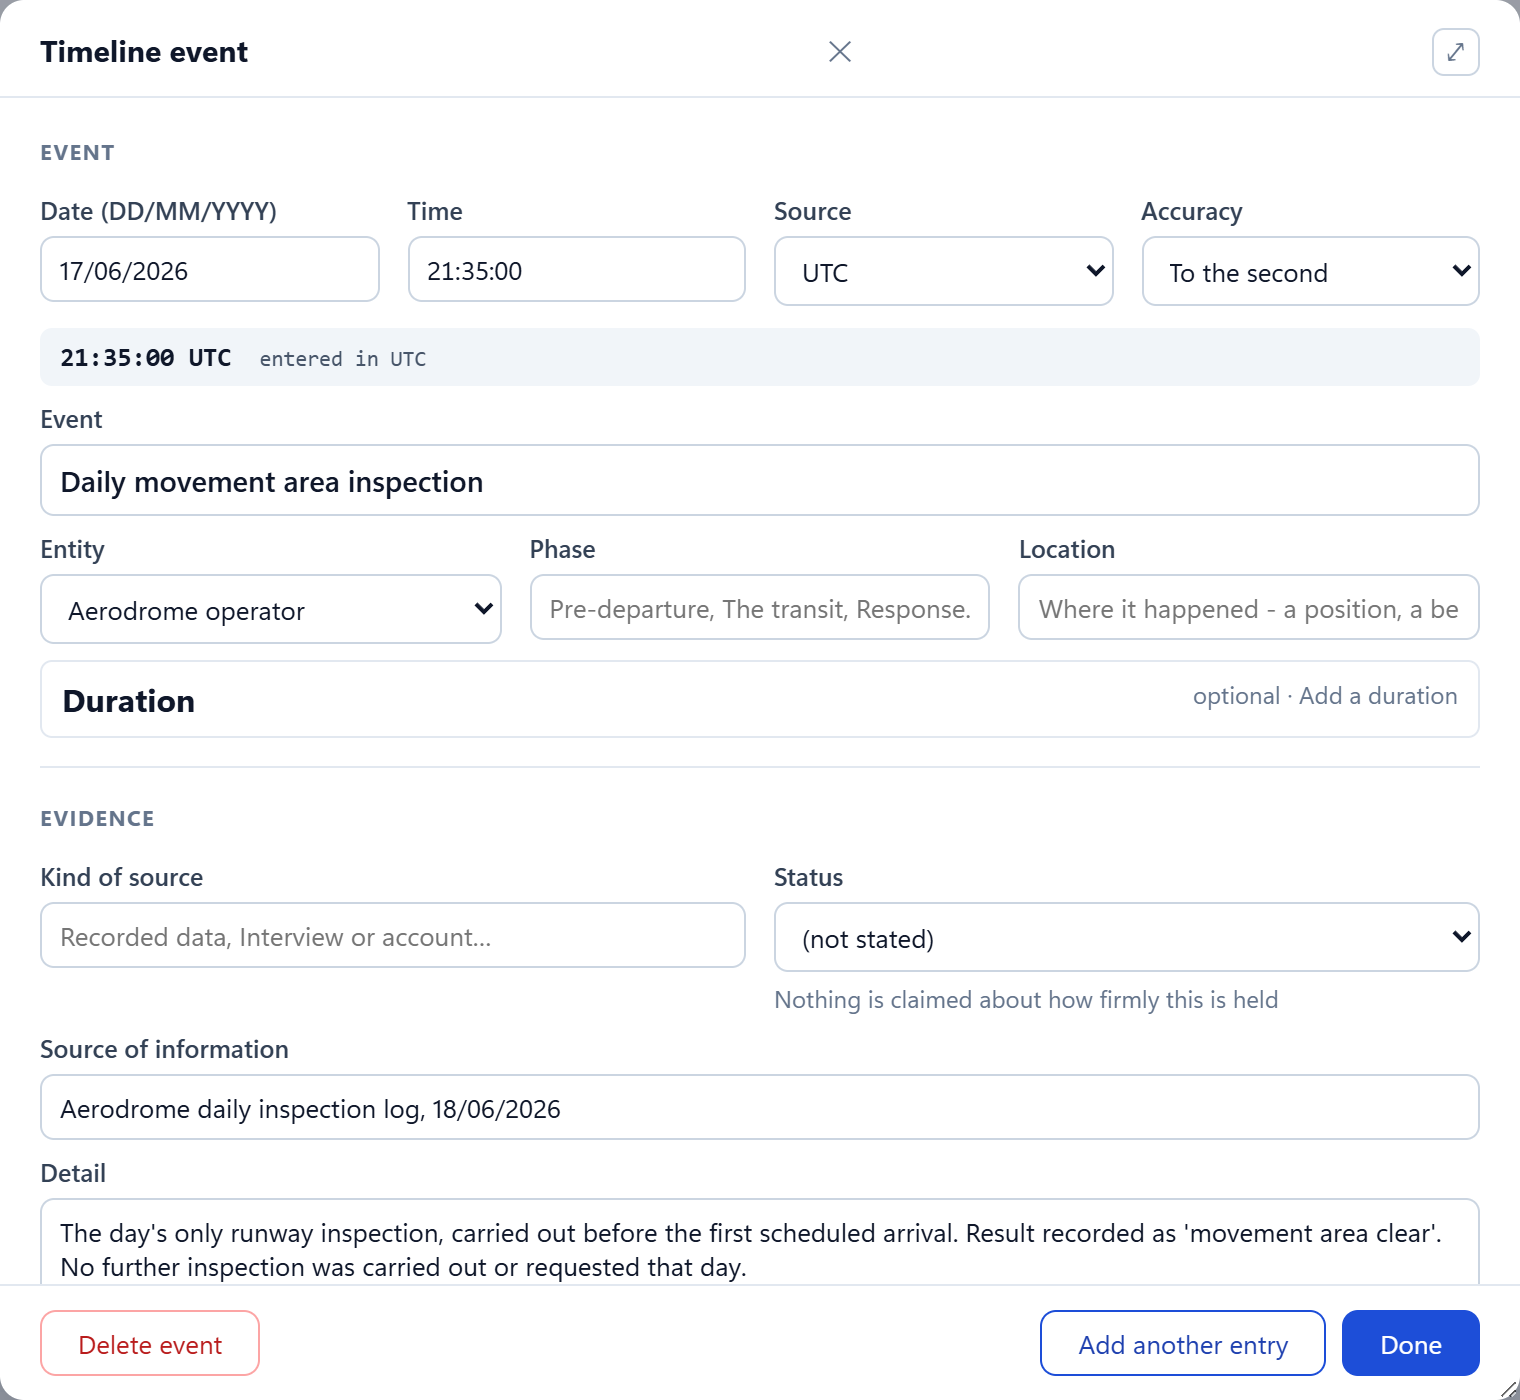 Timeline event
EVENT
Date (DD/MM/YYYY)
Time
Source
Accuracy
17/06/2026
21:35:00
UTC
To the second
21:35:00 UTC entered in UTC
Event
Daily movement area inspection
Entity
Phase
Location
Aerodrome operator
Pre-departure, The transit, Response.
Where it happened - a position, a be
Duration
optional · Add a duration
EVIDENCE
Kind of source
Status
Recorded data, Interview or account...
(not stated)
Nothing is claimed about how firmly this is held
Source of information
Aerodrome daily inspection log, 18/06/2026
Detail
The day's only runway inspection, carried out before the first scheduled arrival. Result recorded as 'movement area clear'.
No further inspection was carried out or requested that day.
Delete event
Add another entry
Done